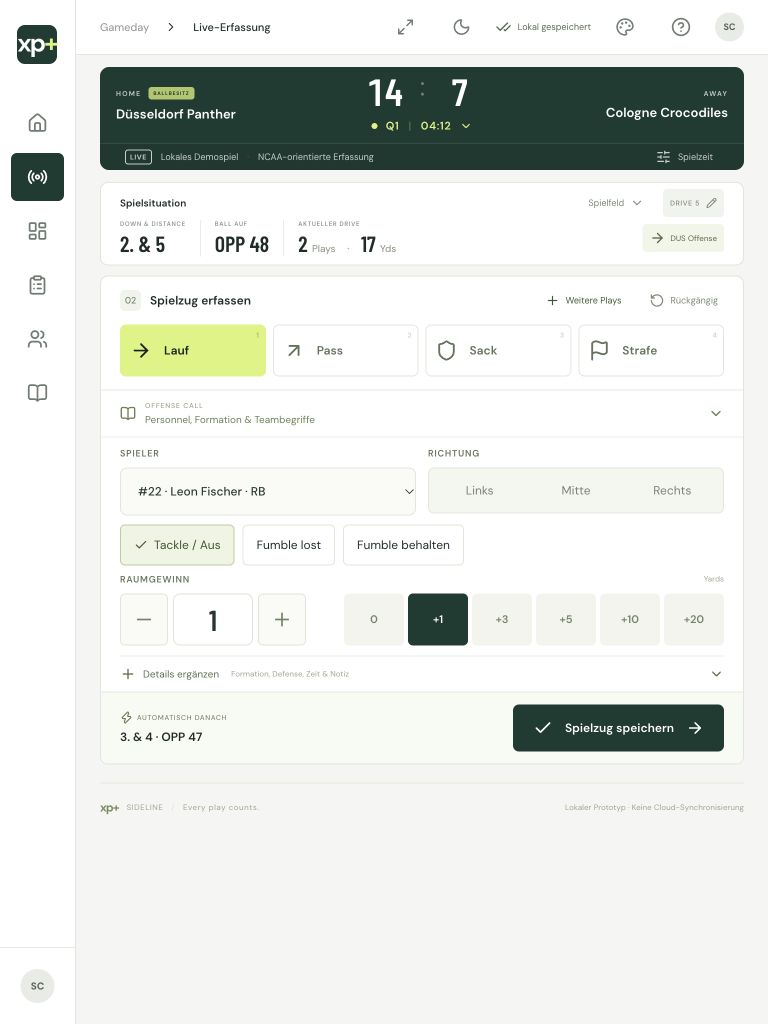 xp+
Gameday > Live-Erfassung
Lokal gespeichert
SC
HOME BALLBESITZ
Düsseldorf Panther
14 : 7
Q1 | 04:12
AWAY
Cologne Crocodiles
LIVE Lokales Demospiel · NCAA-orientierte Erfassung
Spielzeit
Spielsituation
Spielfeld
DRIVE 5
DOWN & DISTANCE
2. & 5
BALL AUF
OPP 48
AKTUELLER DRIVE
2 Plays · 17 Yds
DUS Offense
02 Spielzug erfassen
Weitere Plays
Rückgängig
Lauf 1
Pass 2
Sack 3
Strafe 4
OFFENSE CALL
Personnel, Formation & Teambegriffe
SPIELER
#22 · Leon Fischer · RB
RICHTUNG
Links Mitte Rechts
Tackle / Aus Fumble lost Fumble behalten
RAUMGEWINN Yards
− 1 +
0 +1 +3 +5 +10 +20
Details ergänzen Formation, Defense, Zeit & Notiz
AUTOMATISCH DANACH
3. & 4 · OPP 47
Spielzug speichern
xp+ SIDELINE / Every play counts.
Lokaler Prototyp · Keine Cloud-Synchronisierung
SC